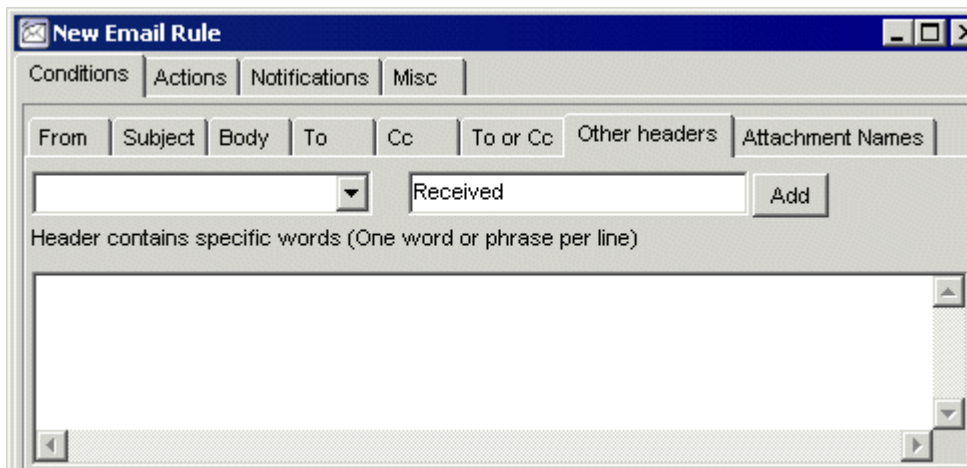 New Email Rule
Conditions Actions Notifications Misc
From Subject Body To Cc To or Cc Other headers Attachment Names
Received Add
Header contains specific words (One word or phrase per line)